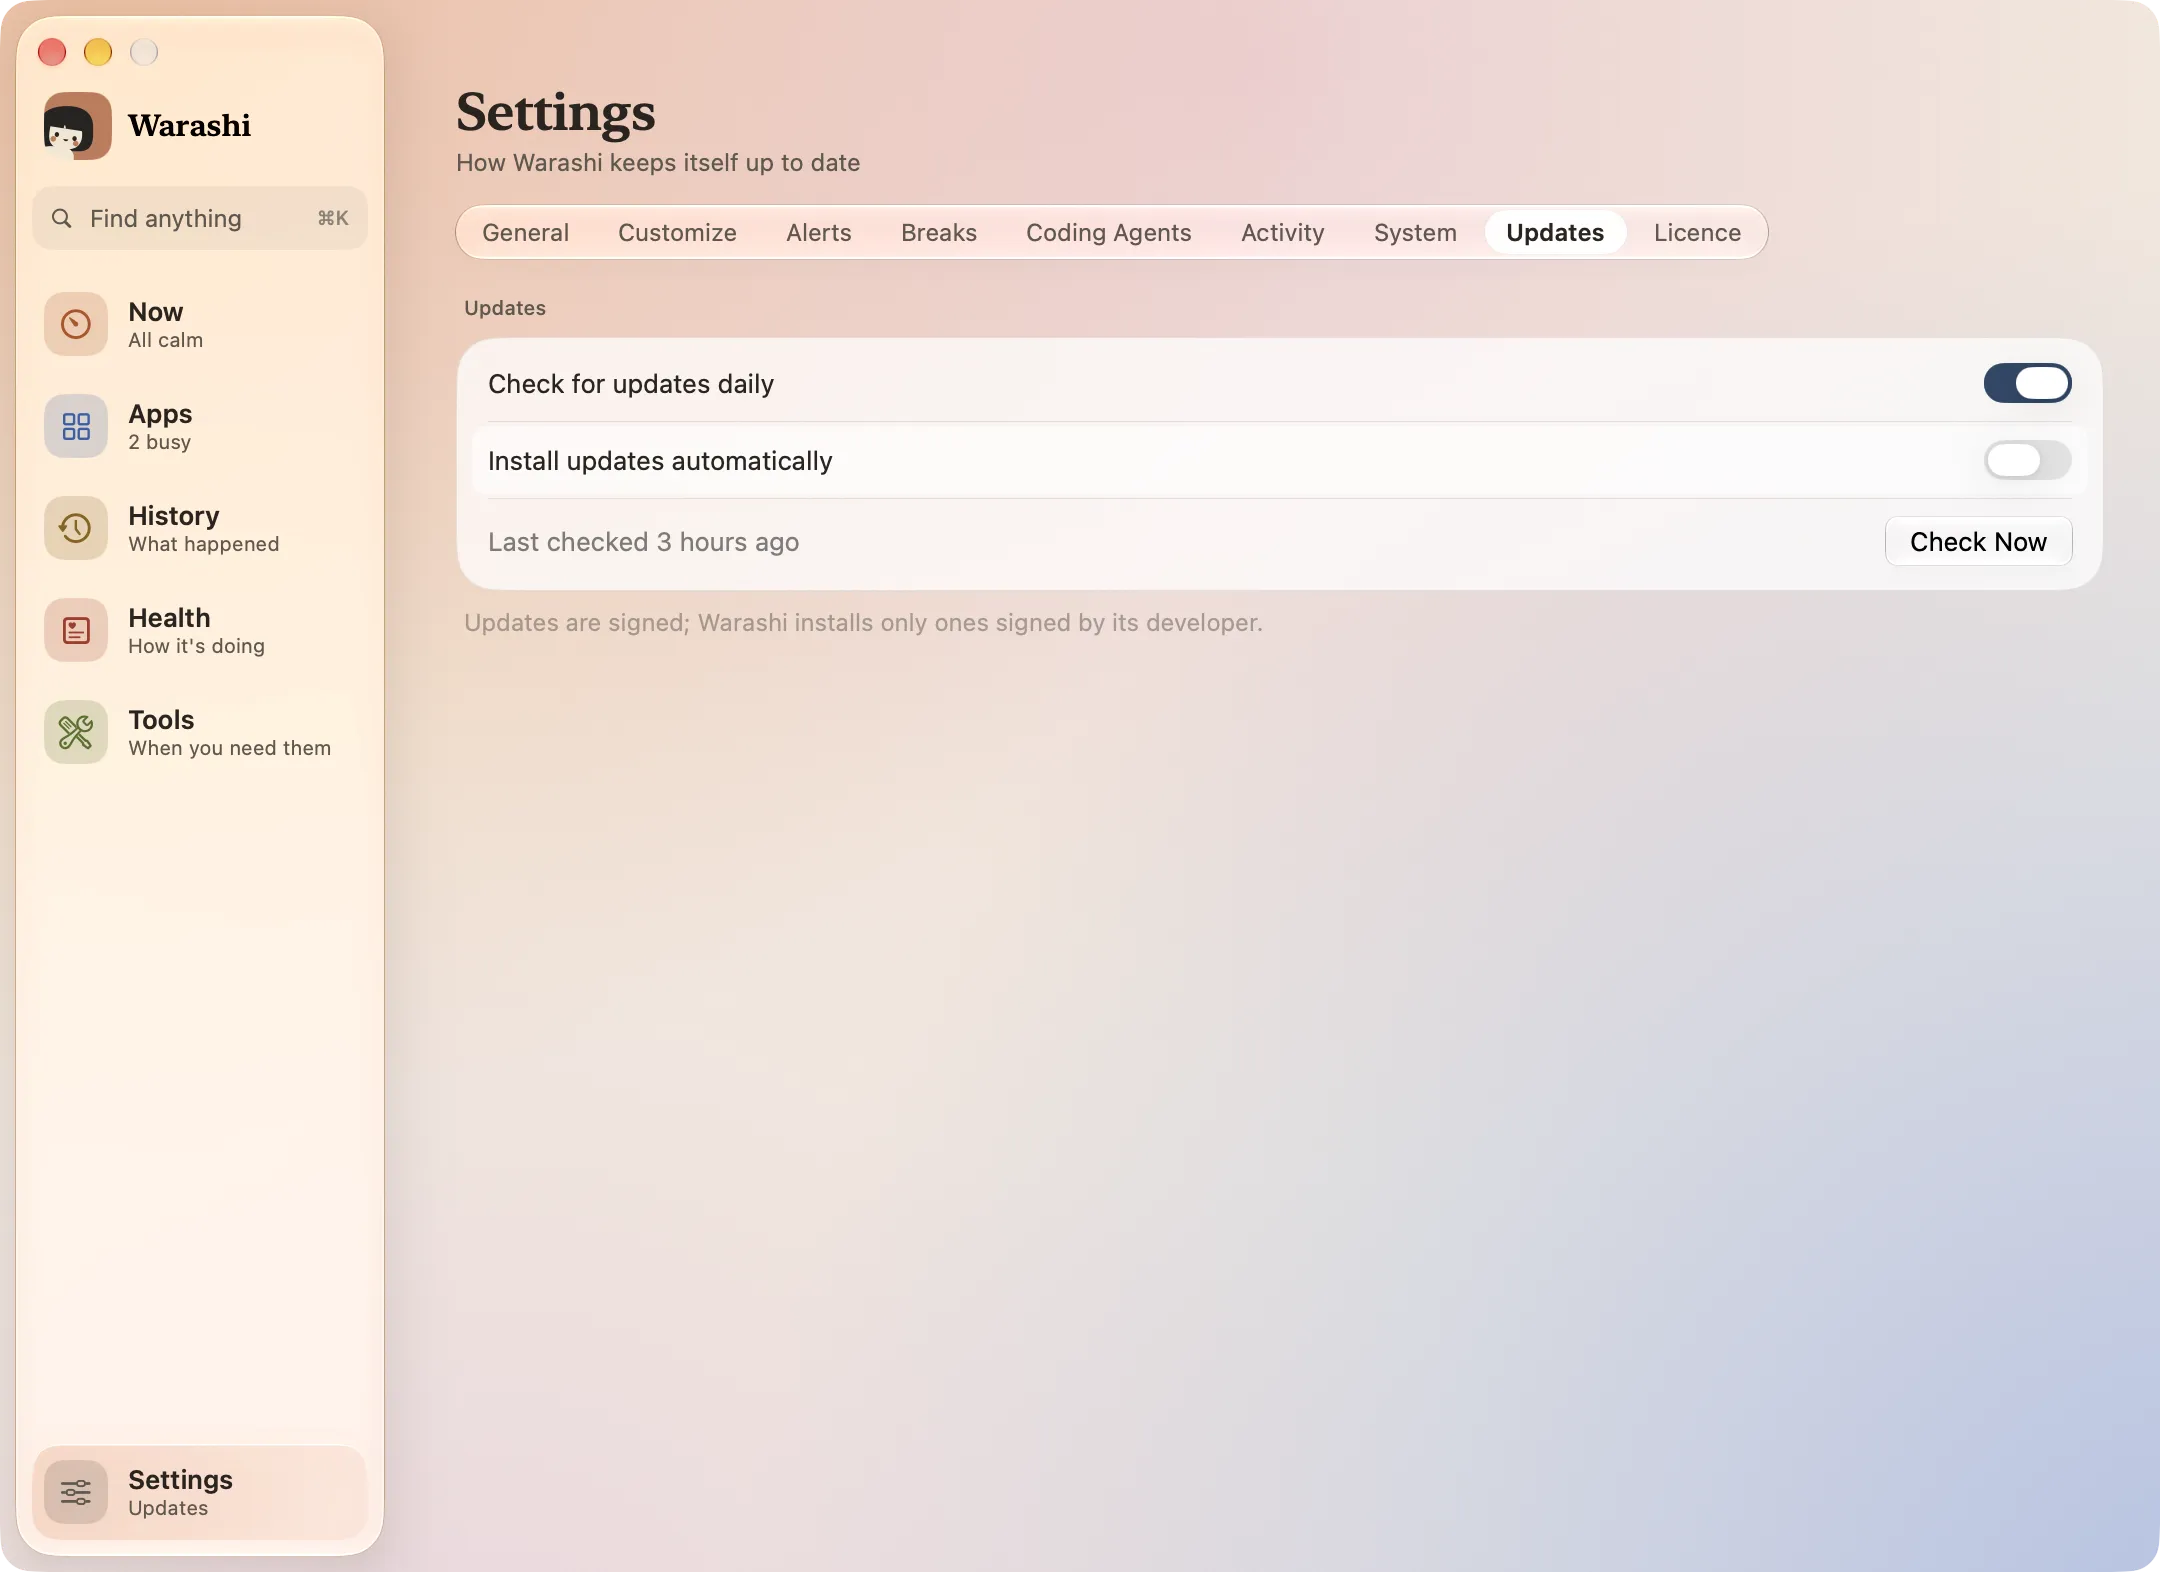 Warashi
Find anything ⌘K
Now
All calm
Apps
2 busy
History
What happened
Health
How it's doing
Tools
When you need them
Settings
Updates
Settings
How Warashi keeps itself up to date
General Customize Alerts Breaks Coding Agents Activity System Updates Licence
Updates
Check for updates daily
Install updates automatically
Last checked 3 hours ago Check Now
Updates are signed; Warashi installs only ones signed by its developer.